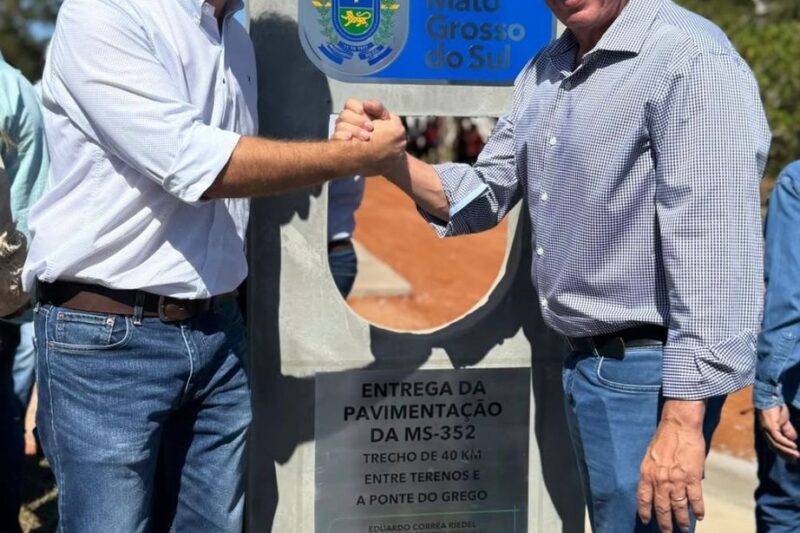 Mato
Grosso
do Sul
ENTREGA DA
PAVIMENTAÇÃO
DA MS-352
TRECHO DE 40 KM
ENTRE TERENOS E
A PONTE DO GREGO
EDUARDO CORRÊA RIEDEL